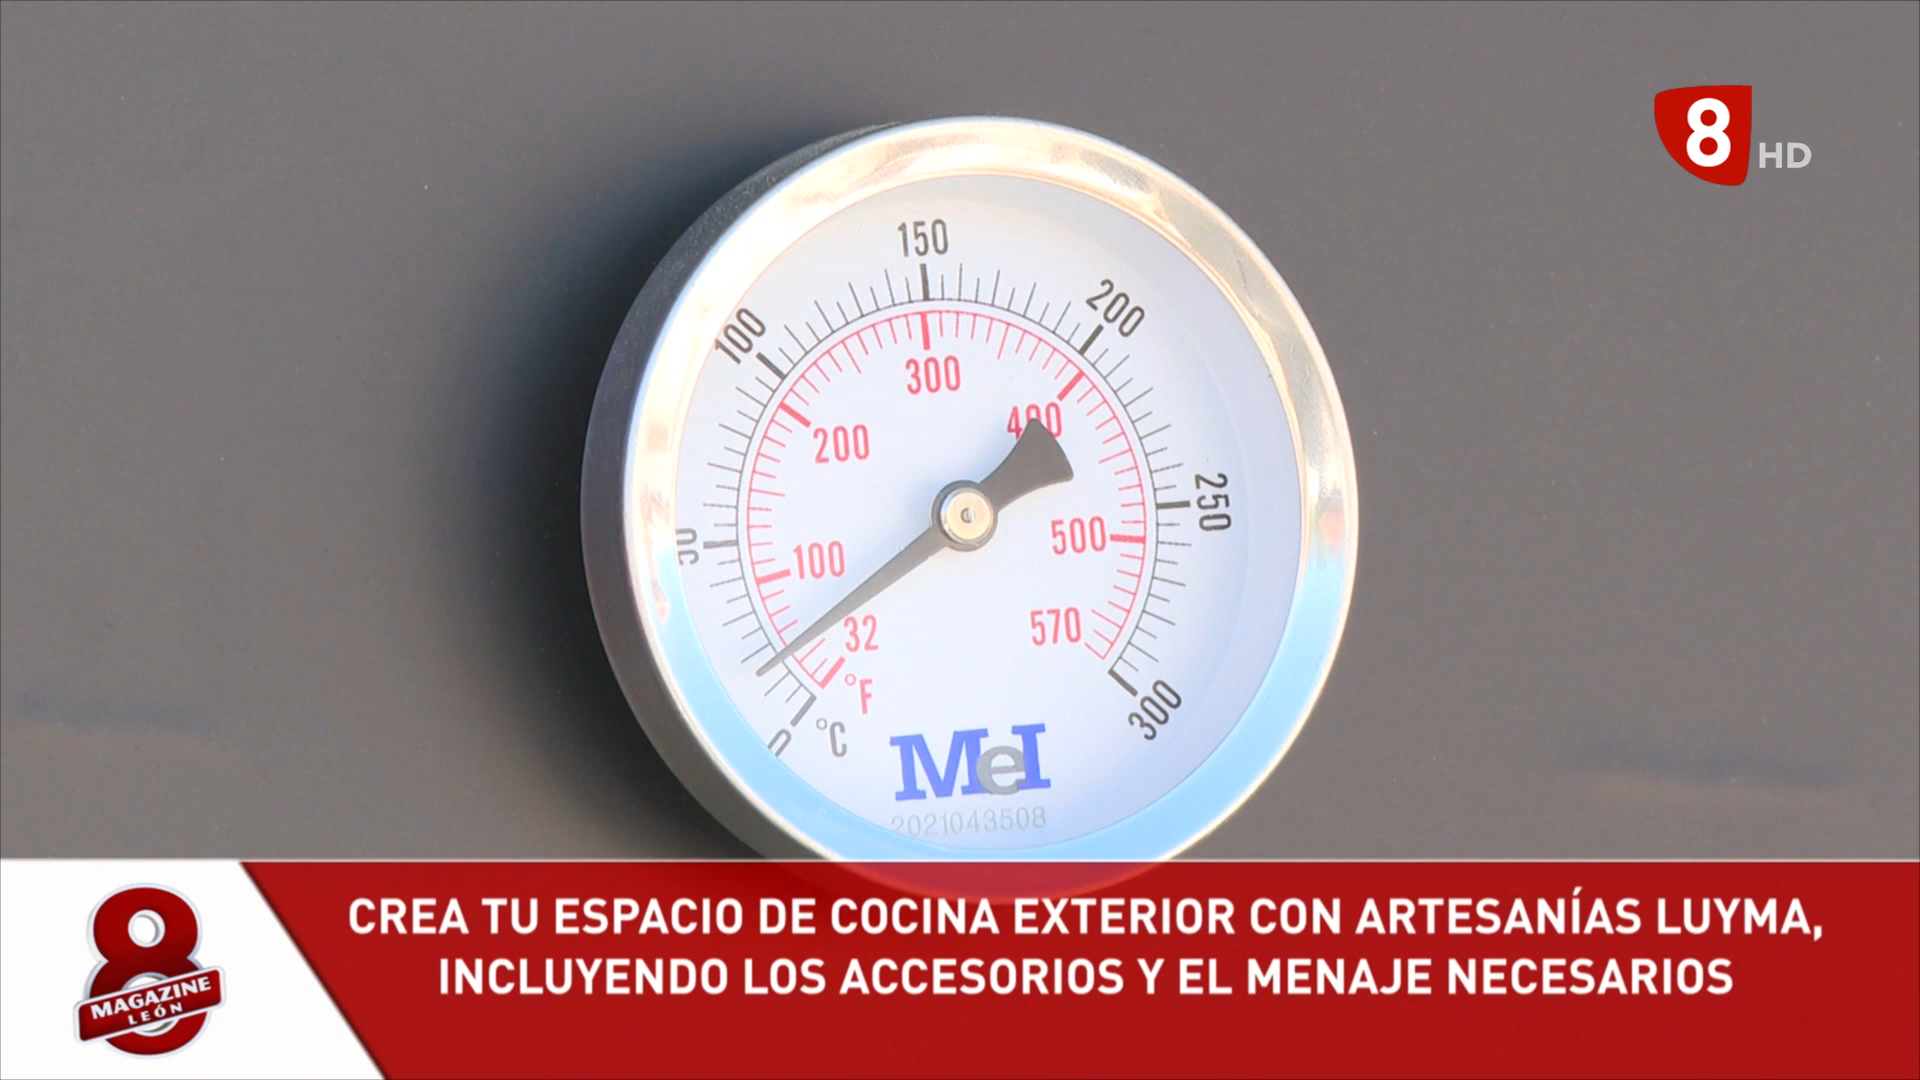 8 HD
150
100
200
300
200
400
50
250
100
500
32
570
°F
°C
0
300
MeI
2021043508
8
MAGAZINE
LEÓN
CREA TU ESPACIO DE COCINA EXTERIOR CON ARTESANÍAS LUYMA,
INCLUYENDO LOS ACCESORIOS Y EL MENAJE NECESARIOS